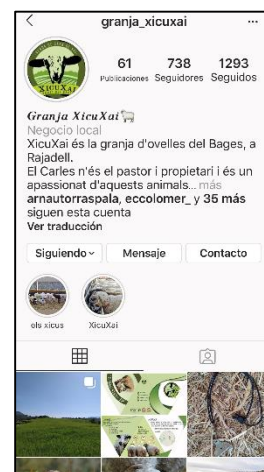 granja_xicuxai
XICUXAI
61 738 1293
Publicaciones Seguidores Seguidos
Granja XicuXai
Negocio local
XicuXai és la granja d'ovelles del Bages, a
Rajadell.
El Carles n'és el pastor i propietari i és un
apassionat d'aquests animals... más
arnautorraspala, eccolomer_ y 35 más
siguen esta cuenta
Ver traducción
Siguiendo Mensaje Contacto
els xicus XicuXai